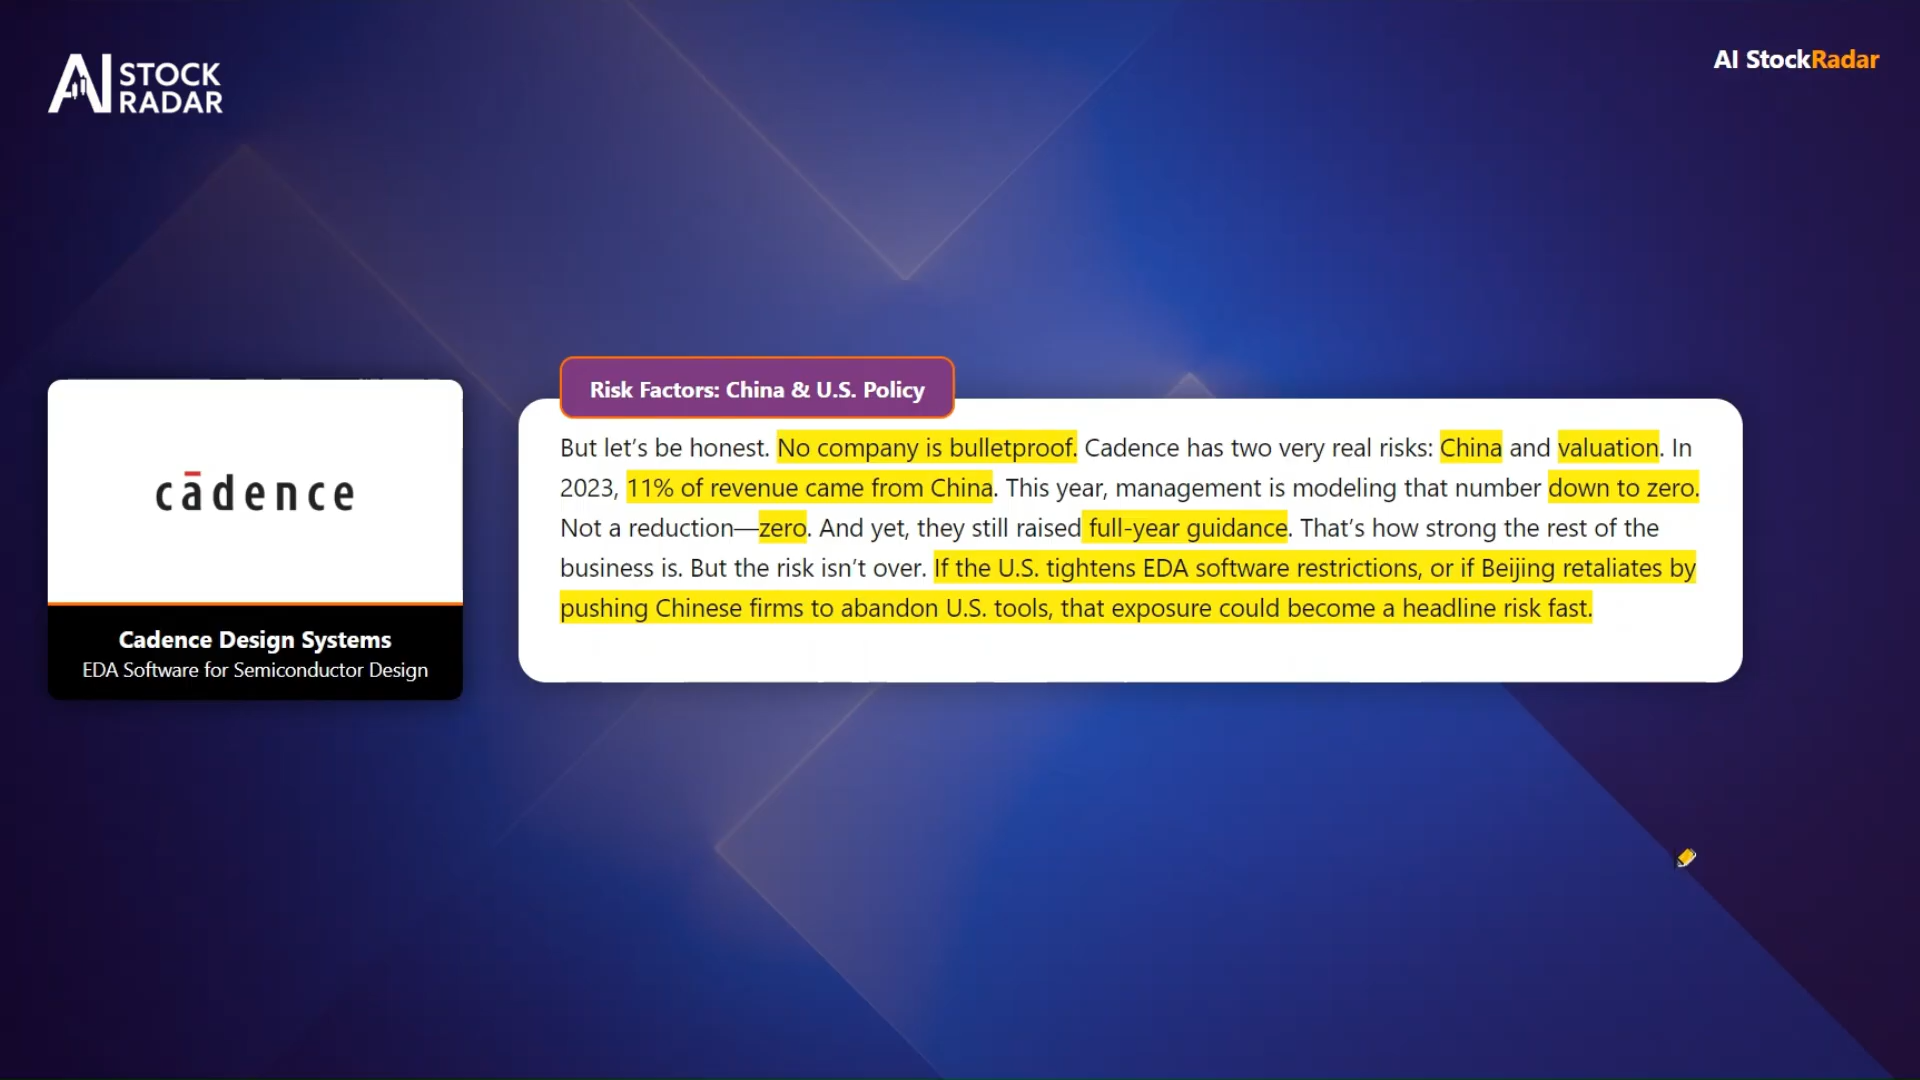 AI STOCK
RADAR
AI StockRadar
Risk Factors: China & U.S. Policy
But let’s be honest. No company is bulletproof. Cadence has two very real risks: China and valuation. In
2023, 11% of revenue came from China. This year, management is modeling that number down to zero.
Not a reduction—zero. And yet, they still raised full-year guidance. That’s how strong the rest of the
business is. But the risk isn’t over. If the U.S. tightens EDA software restrictions, or if Beijing retaliates by
pushing Chinese firms to abandon U.S. tools, that exposure could become a headline risk fast.
cādence
Cadence Design Systems
EDA Software for Semiconductor Design